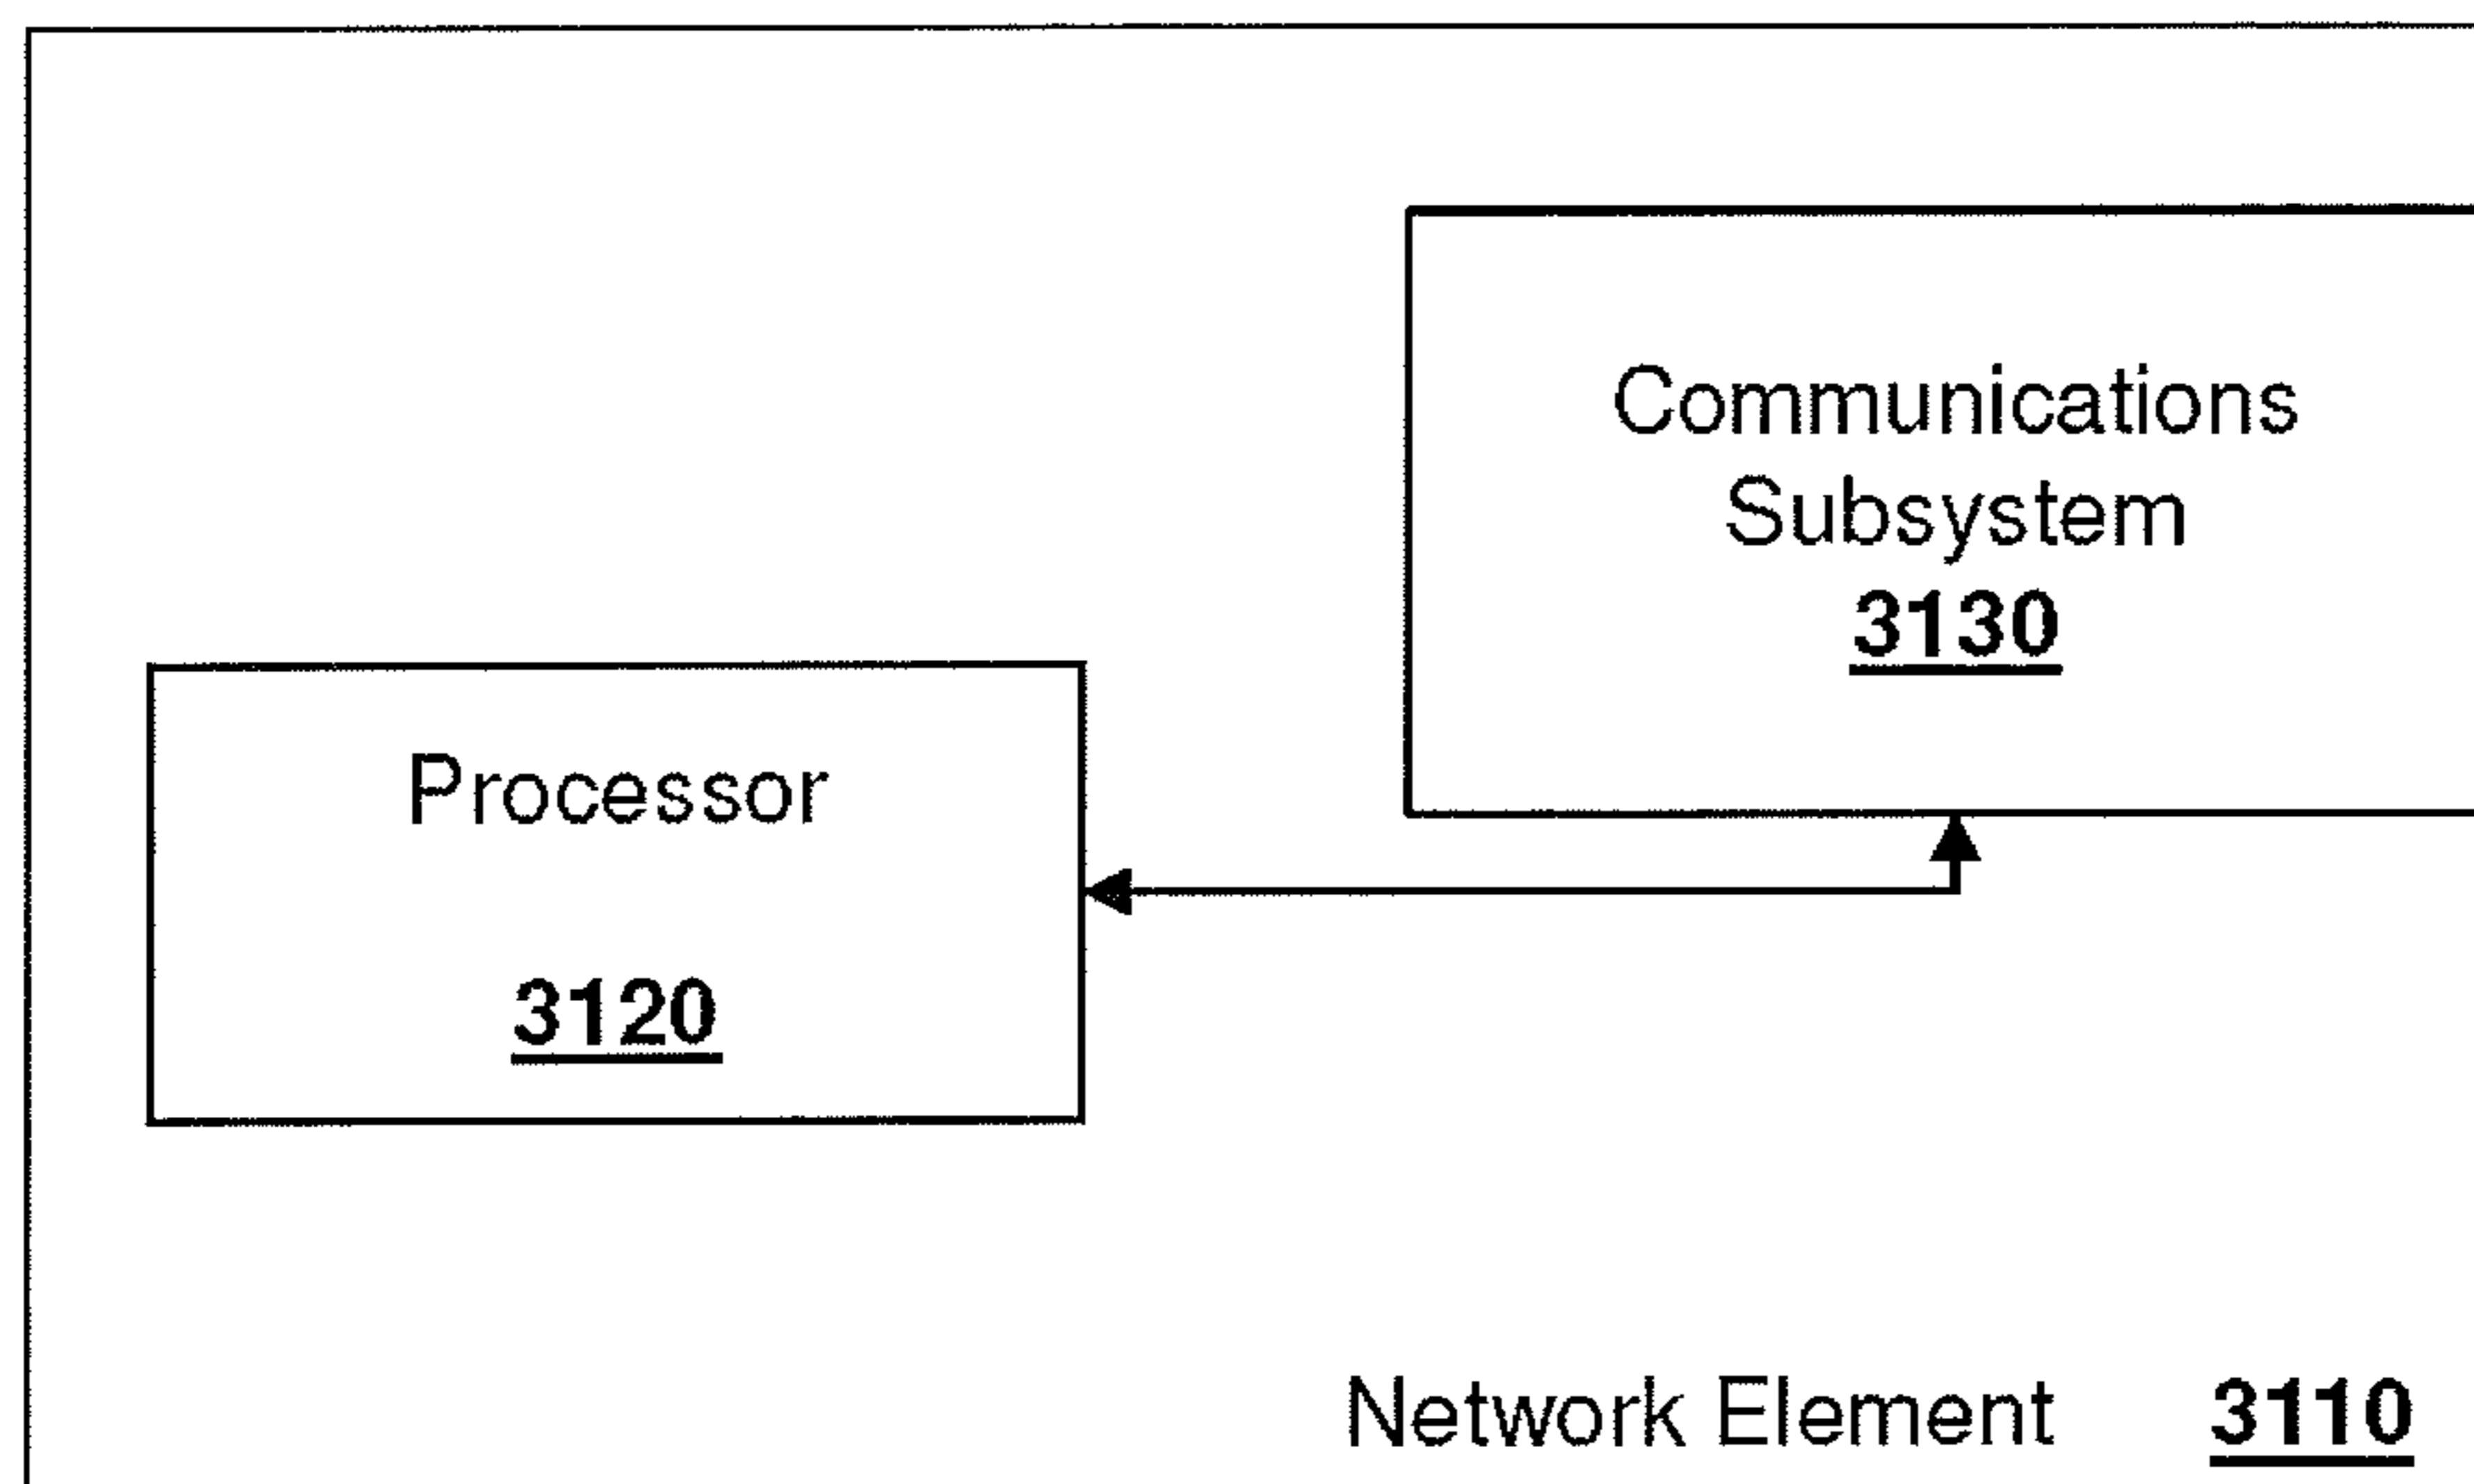 Communications
Subsystem
3130
Processor
3120
Network Element 3110